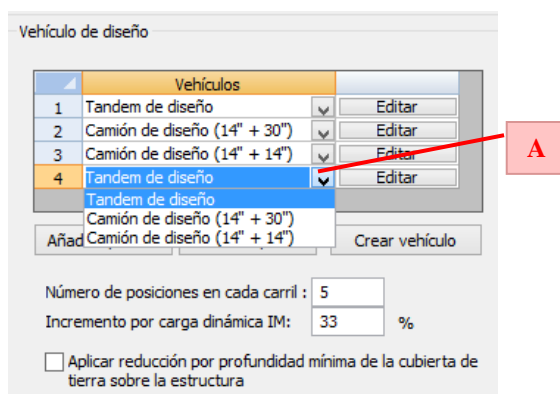 Vehículo de diseño
Vehículos
1 Tandem de diseño Editar
2 Camión de diseño (14" + 30") Editar
3 Camión de diseño (14" + 14") Editar
4 Tandem de diseño Editar
A
Tandem de diseño
Camión de diseño (14" + 30")
Camión de diseño (14" + 14")
Crear vehículo
Número de posiciones en cada carril : 5
Incremento por carga dinámica IM: 33 %
Aplicar reducción por profundidad mínima de la cubierta de
tierra sobre la estructura